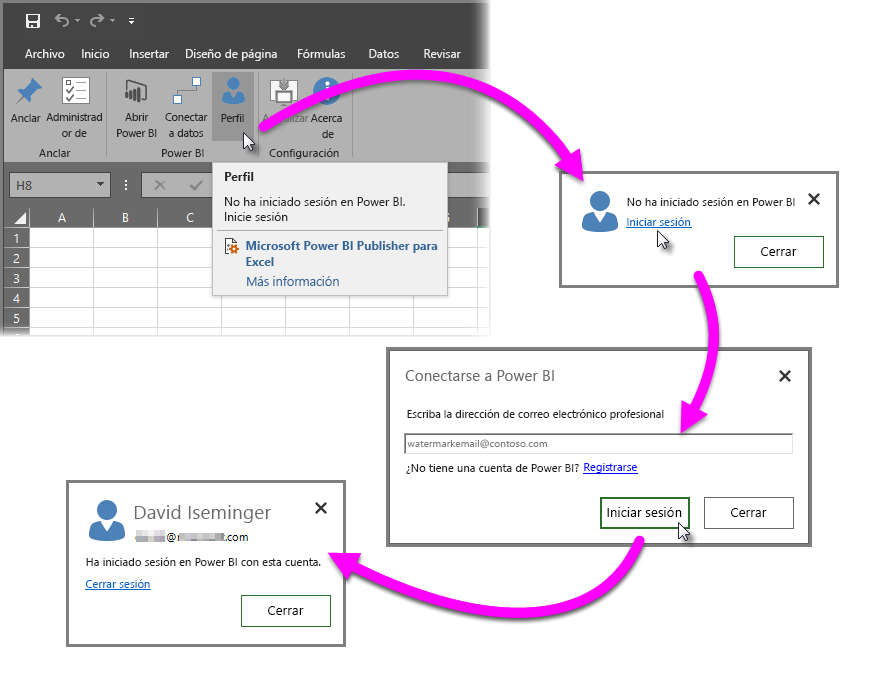 Archivo Inicio Insertar Diseño de página Fórmulas Datos Revisar
Anclar
Administrad
or de
Abrir
Power BI
Conectar
a datos
Perfil
Acerca
de
Anclar
Power BI
Configuración
H8
A B C
1
2
3
4
5
Perfil
No ha iniciado sesión en Power BI.
Inicie sesión
Microsoft Power BI Publisher para
Excel
Más información
No ha iniciado sesión en Power BI
Iniciar sesión
Cerrar
Conectarse a Power BI
Escriba la dirección de correo electrónico profesional
watermarkemail@contoso.com
¿No tiene una cuenta de Power BI? Registrarse
Iniciar sesión
Cerrar
David Iseminger
@ .com
Ha iniciado sesión en Power BI con esta cuenta.
Cerrar sesión
Cerrar